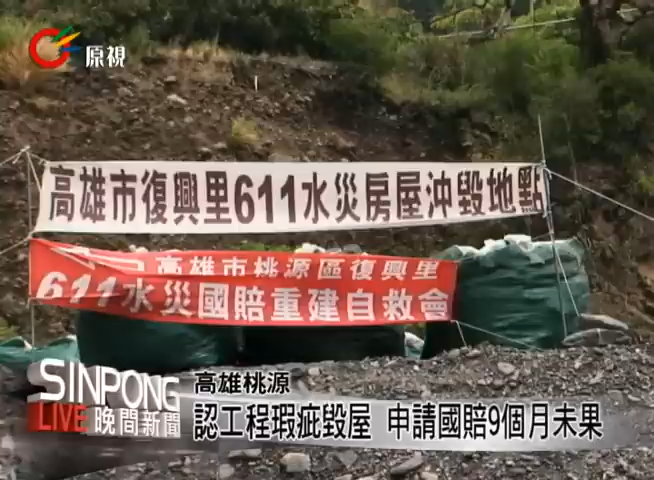 原視
高雄市復興里611水災房屋沖毀地點
高雄市桃源區復興里
611水災國賠重建自救會
SINPONG
LIVE 晚間新聞
高雄桃源
認工程瑕疵毀屋 申請國賠9個月未果